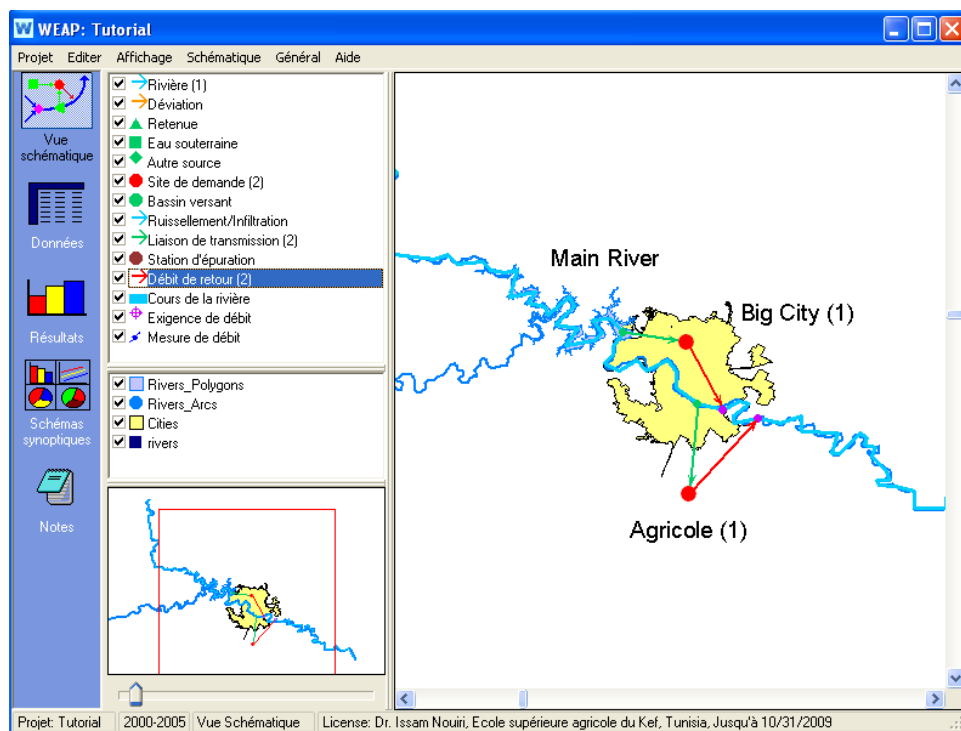 WEAP: Tutorial
Projet Editer Affichage Schématique Général Aide
Vue
schématique
Données
Résultats
Schémas
synoptiques
Notes
Rivière (1)
Déviation
Retenue
Eau souterraine
Autre source
Site de demande (2)
Bassin versant
Ruissellement/Infiltration
Liaison de transmission (2)
Station d'épuration
Débit de retour (2)
Cours de la rivière
Exigence de débit
Mesure de débit
Rivers_Polygons
Rivers_Arcs
Cities
rivers
Main River
Big City (1)
Agricole (1)
Projet: Tutorial 2000-2005 Vue Schématique License: Dr. Issam Nouiri, Ecole supérieure agricole du Kef, Tunisia, Jusqu'à 10/31/2009